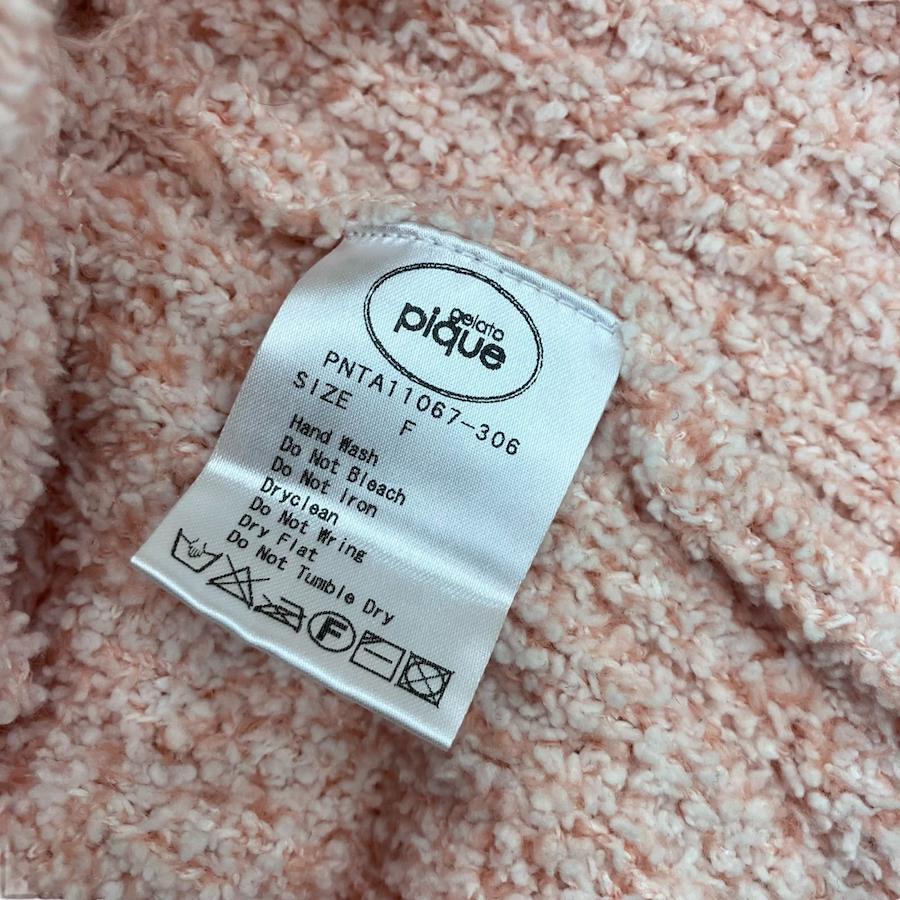 gelato
pique
PNTA11067-306
SIZE F
Hand Wash
Do Not Bleach
Do Not Iron
Dryclean
Do Not Wring
Dry Flat
Do Not Tumble Dry
F